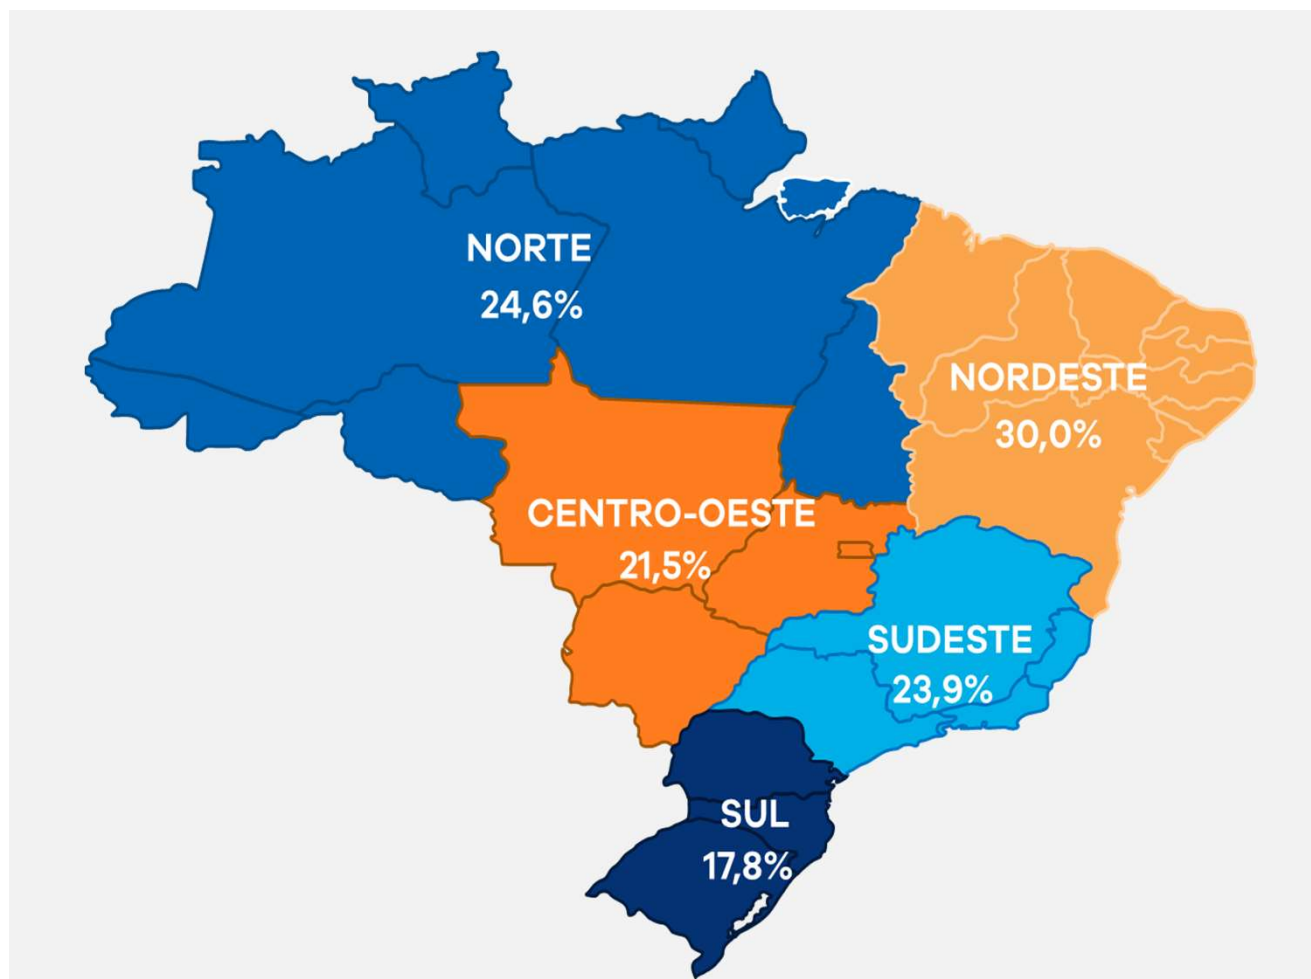 NORTE
24,6%
NORDESTE
30,0%
CENTRO-OESTE
21,5%
SUDESTE
23,9%
SUL
17,8%